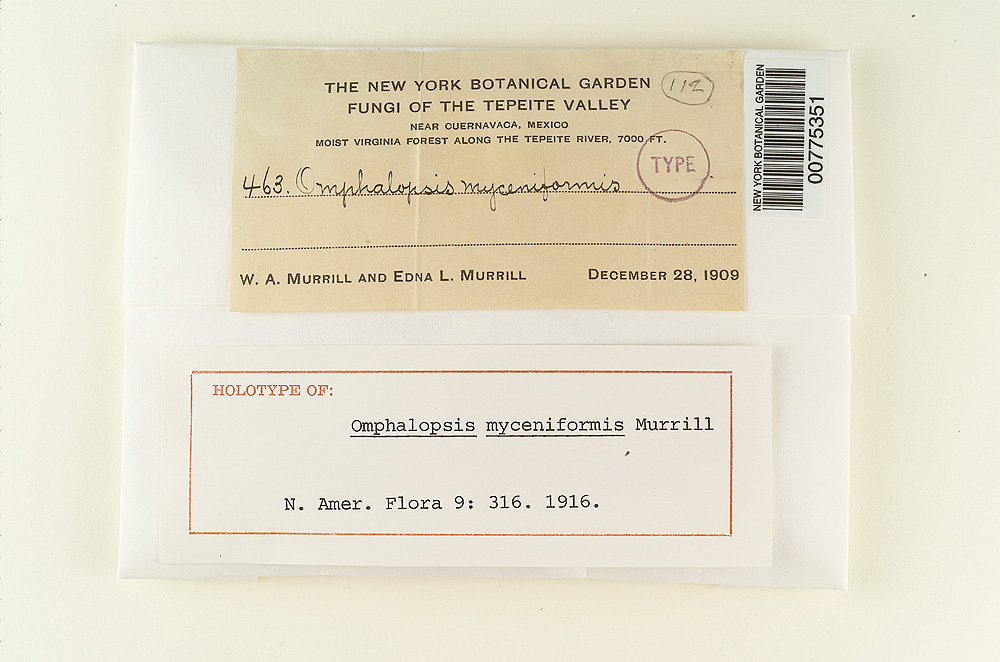 THE NEW YORK BOTANICAL GARDEN
112
FUNGI OF THE TEPEITE VALLEY
NEAR CUERNAVACA, MEXICO
MOIST VIRGINIA FOREST ALONG THE TEPEITE RIVER, 7000 FT.
TYPE
463. Omphalopsis myceniformis
W. A. MURRILL AND EDNA L. MURRILL DECEMBER 28, 1909
NEW YORK BOTANICAL GARDEN
00775351
HOLOTYPE OF:
Omphalopsis myceniformis Murrill
N. Amer. Flora 9: 316. 1916.